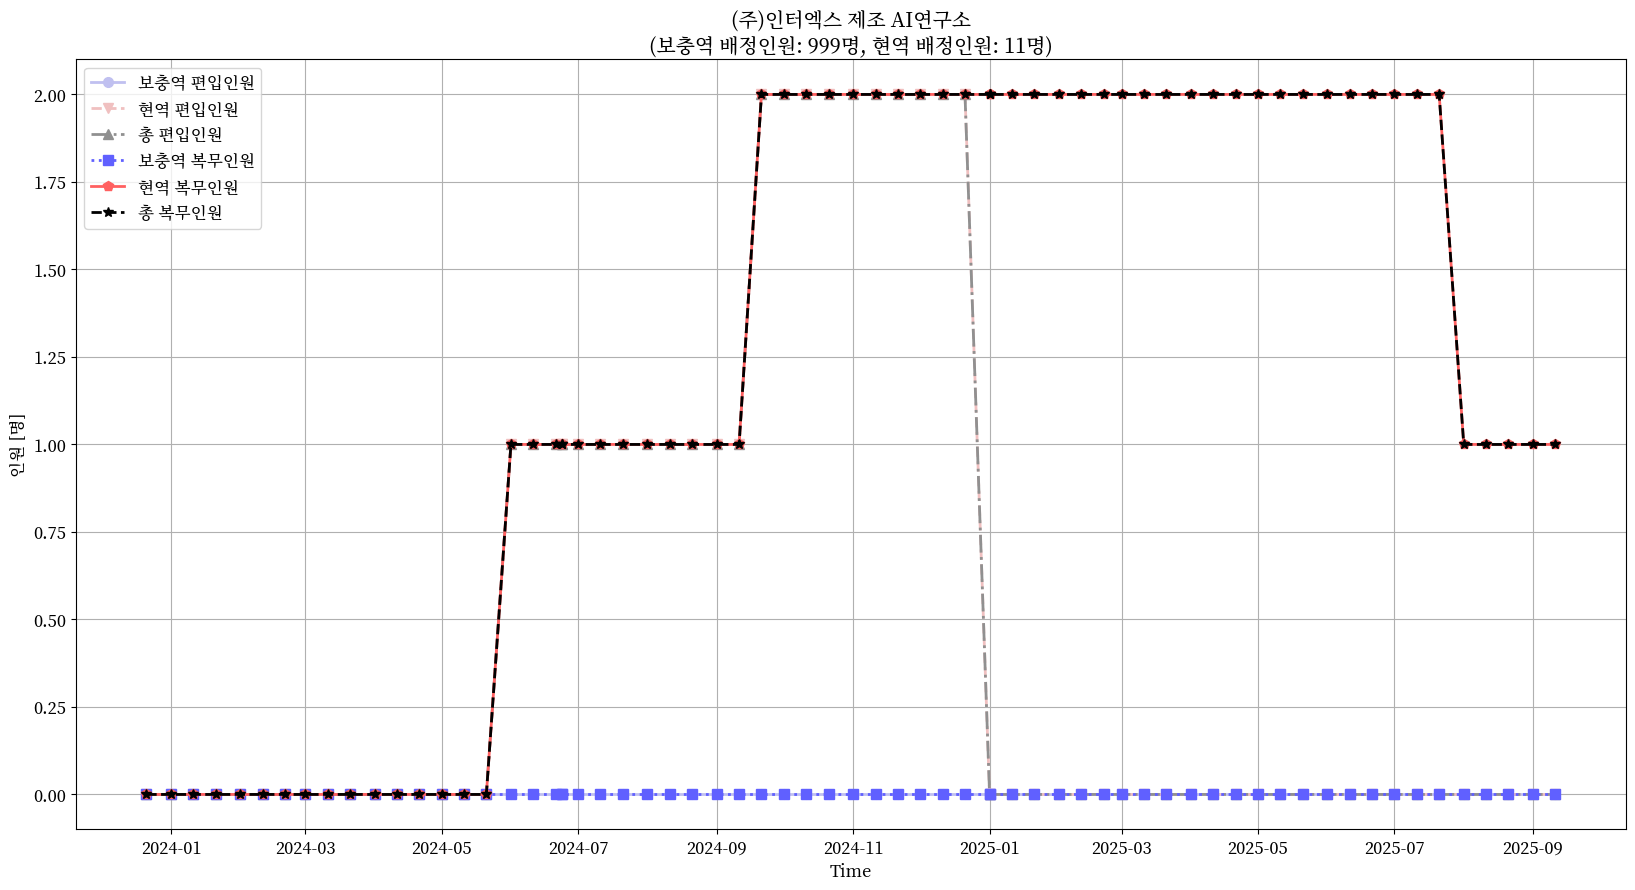 (주)인터엑스 제조 AI연구소
(보충역 배정인원: 999명, 현역 배정인원: 11명)
보충역 편입인원
현역 편입인원
총 편입인원
보충역 복무인원
현역 복무인원
총 복무인원
2.00
1.75
1.50
1.25
1.00
0.75
0.50
0.25
0.00
인원 [명]
2024-01 2024-03 2024-05 2024-07 2024-09 2024-11 2025-01 2025-03 2025-05 2025-07 2025-09
Time